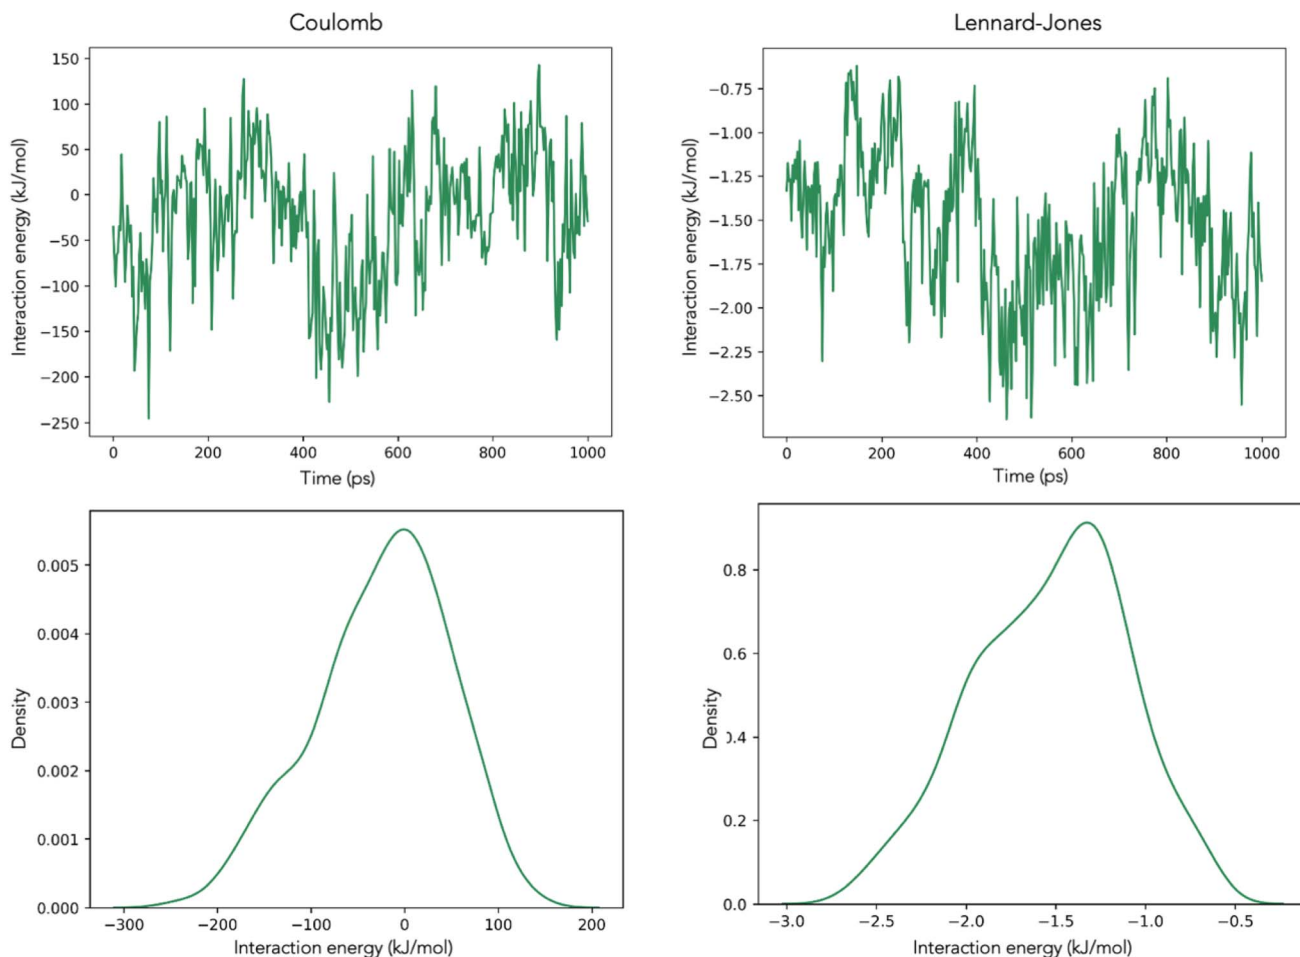 Coulomb
150
100
50
0
−50
−100
−150
−200
−250
Interaction energy (kJ/mol)
0 200 400 600 800 1000
Time (ps)
Lennard-Jones
−0.75
−1.00
−1.25
−1.50
−1.75
−2.00
−2.25
−2.50
Interaction energy (kJ/mol)
0 200 400 600 800 1000
Time (ps)
0.005
0.004
0.003
0.002
0.001
0.000
Density
−300 −200 −100 0 100 200
Interaction energy (kJ/mol)
0.8
0.6
.4
0.2
0.0
Density
−3.0 −2.5 −2.0 −1.5 −1.0 −0.5
Interaction energy (kJ/mol)